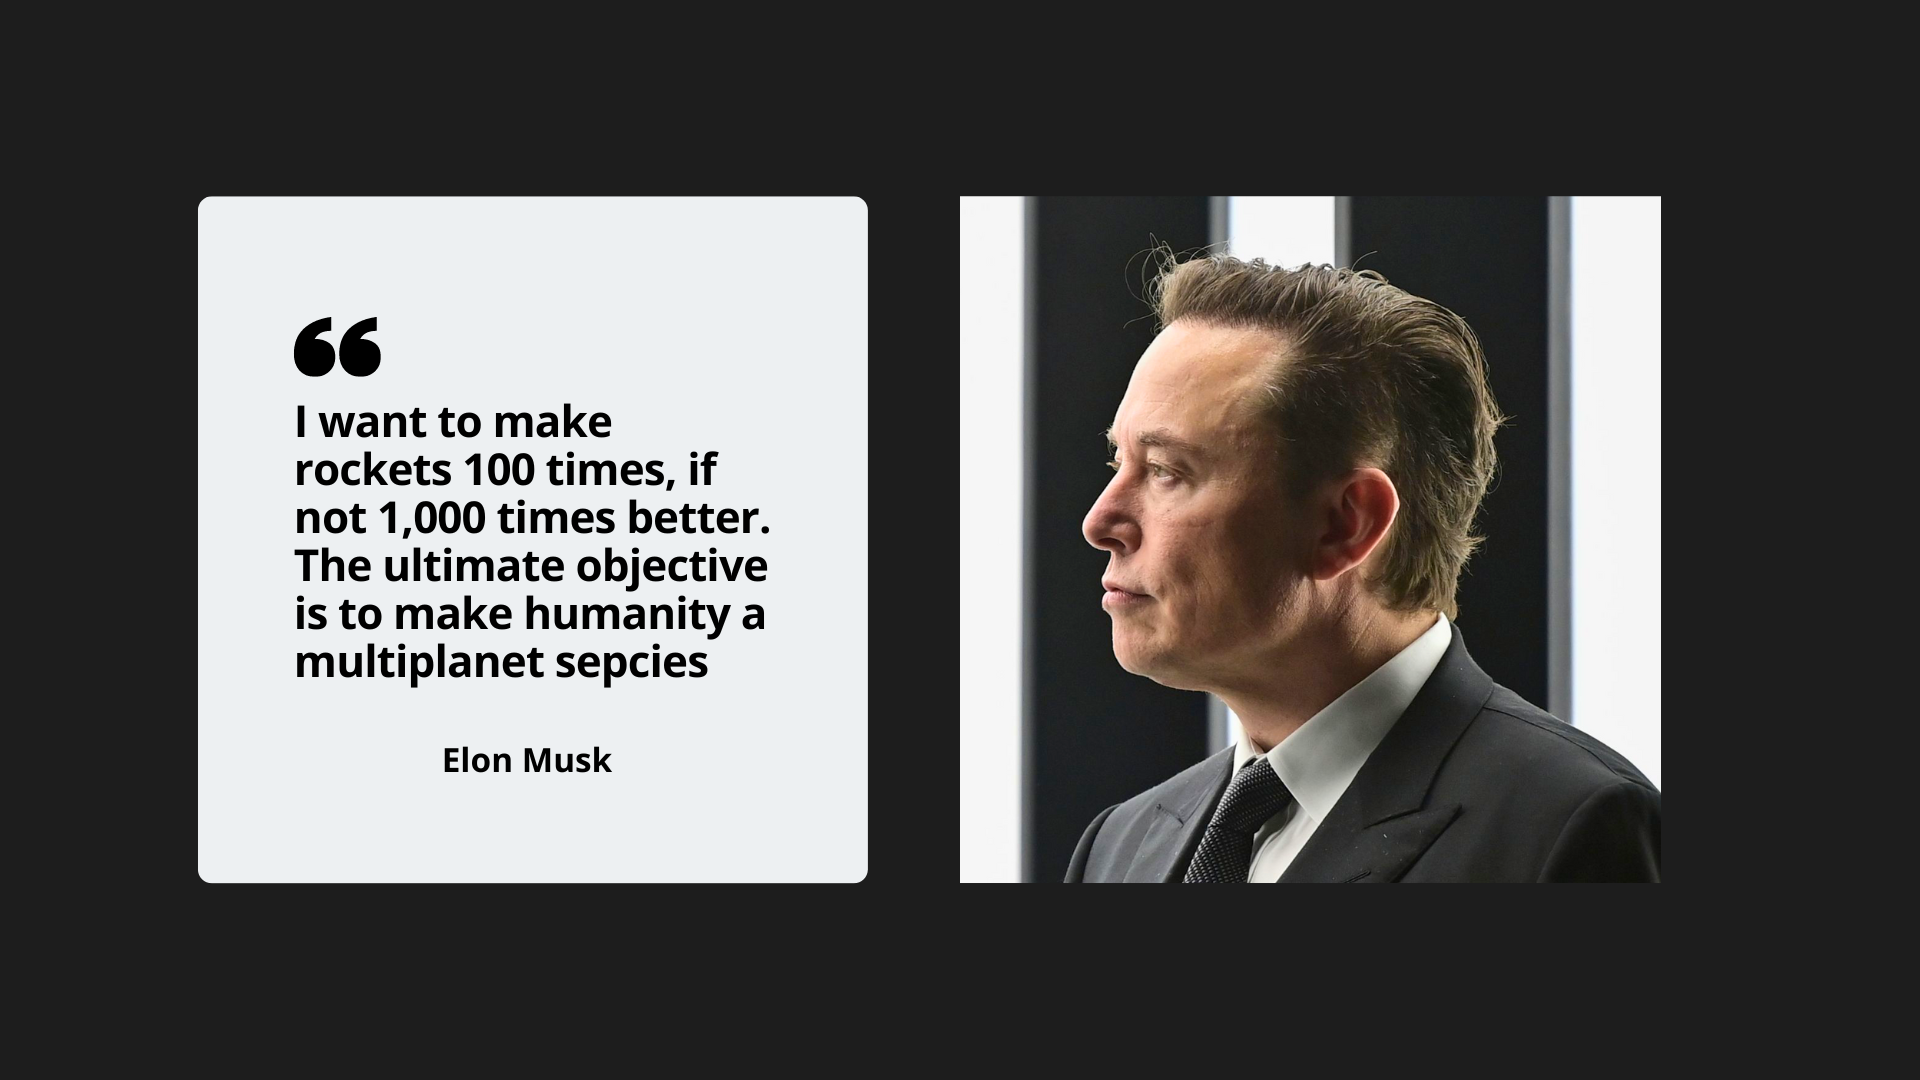 “
I want to make
rockets 100 times, if
not 1,000 times better.
The ultimate objective
is to make humanity a
multiplanet sepcies
Elon Musk